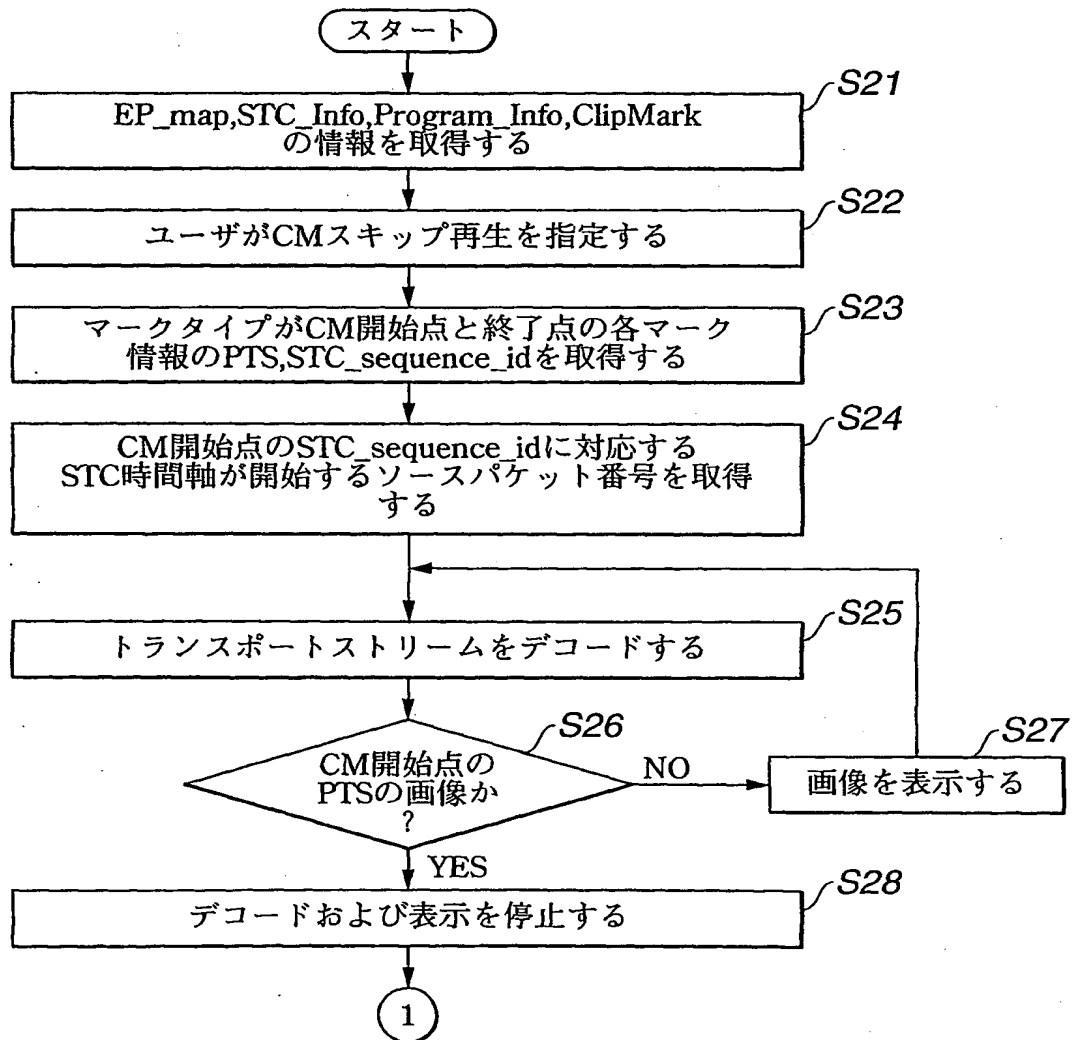 スタート
S21
EP_map,STC_Info,Program_Info,ClipMark
の情報を取得する
S22
ユーザがCMスキップ再生を指定する
S23
マークタイプがCM開始点と終了点の各マーク
情報のPTS,STC_sequence_idを取得する
S24
CM開始点のSTC_sequence_idに対応する
STC時間軸が開始するソースパケット番号を取得
する
S25
トランスポートストリームをデコードする
S26
CM開始点の
PTSの画像か
?
NO
S27
画像を表示する
YES
S28
デコードおよび表示を停止する
1